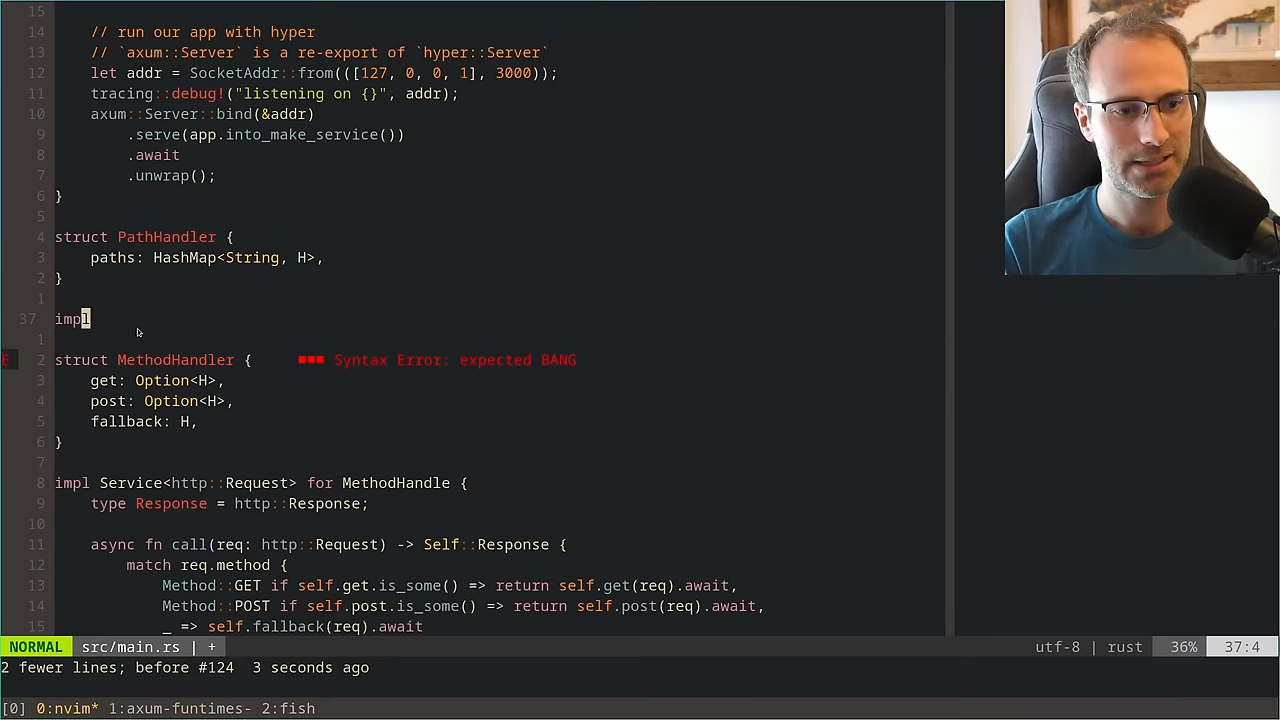 15
14 // run our app with hyper
13 // `axum::Server` is a re-export of `hyper::Server`
12 let addr = SocketAddr::from(([127, 0, 0, 1], 3000));
11 tracing::debug!("listening on {}", addr);
10 axum::Server::bind(&addr)
9 .serve(app.into_make_service())
8 .await
7 .unwrap();
6 }
5
4 struct PathHandler {
3 paths: HashMap<String, H>,
2 }
1
37 impl
1
E 2 struct MethodHandler { ■■■ Syntax Error: expected BANG
3 get: Option<H>,
4 post: Option<H>,
5 fallback: H,
6 }
7
8 impl Service<http::Request> for MethodHandle {
9 type Response = http::Response;
10
11 async fn call(req: http::Request) -> Self::Response {
12 match req.method {
13 Method::GET if self.get.is_some() => return self.get(req).await,
14 Method::POST if self.post.is_some() => return self.post(req).await,
15 _ => self.fallback(req).await
NORMAL src/main.rs | + utf-8 | rust 36% 37:4
2 fewer lines; before #124 3 seconds ago
[0] 0:nvim* 1:axum-funtimes- 2:fish